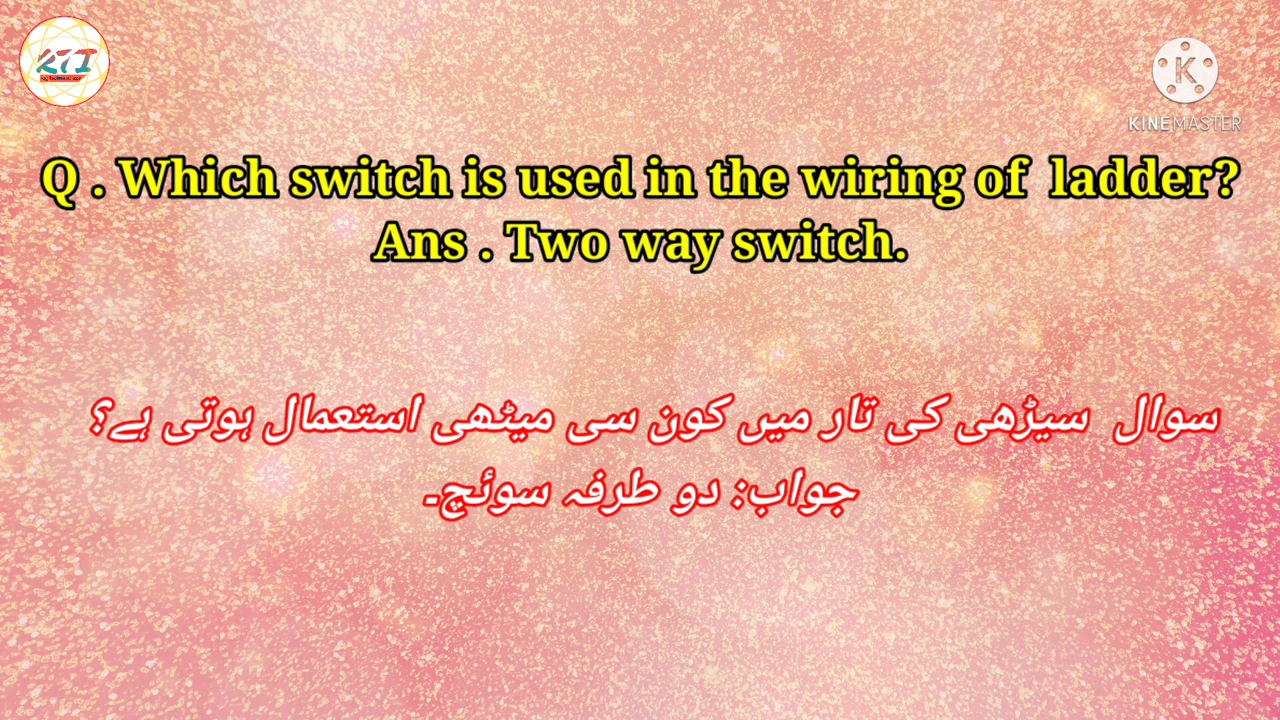 KTI
KINEMASTER
Q . Which switch is used in the wiring of ladder?
Ans . Two way switch.
سوال سیڑھی کی تار میں کون سی میٹھی استعمال ہوتی ہے؟
جواب: دو طرفہ سوئچ۔